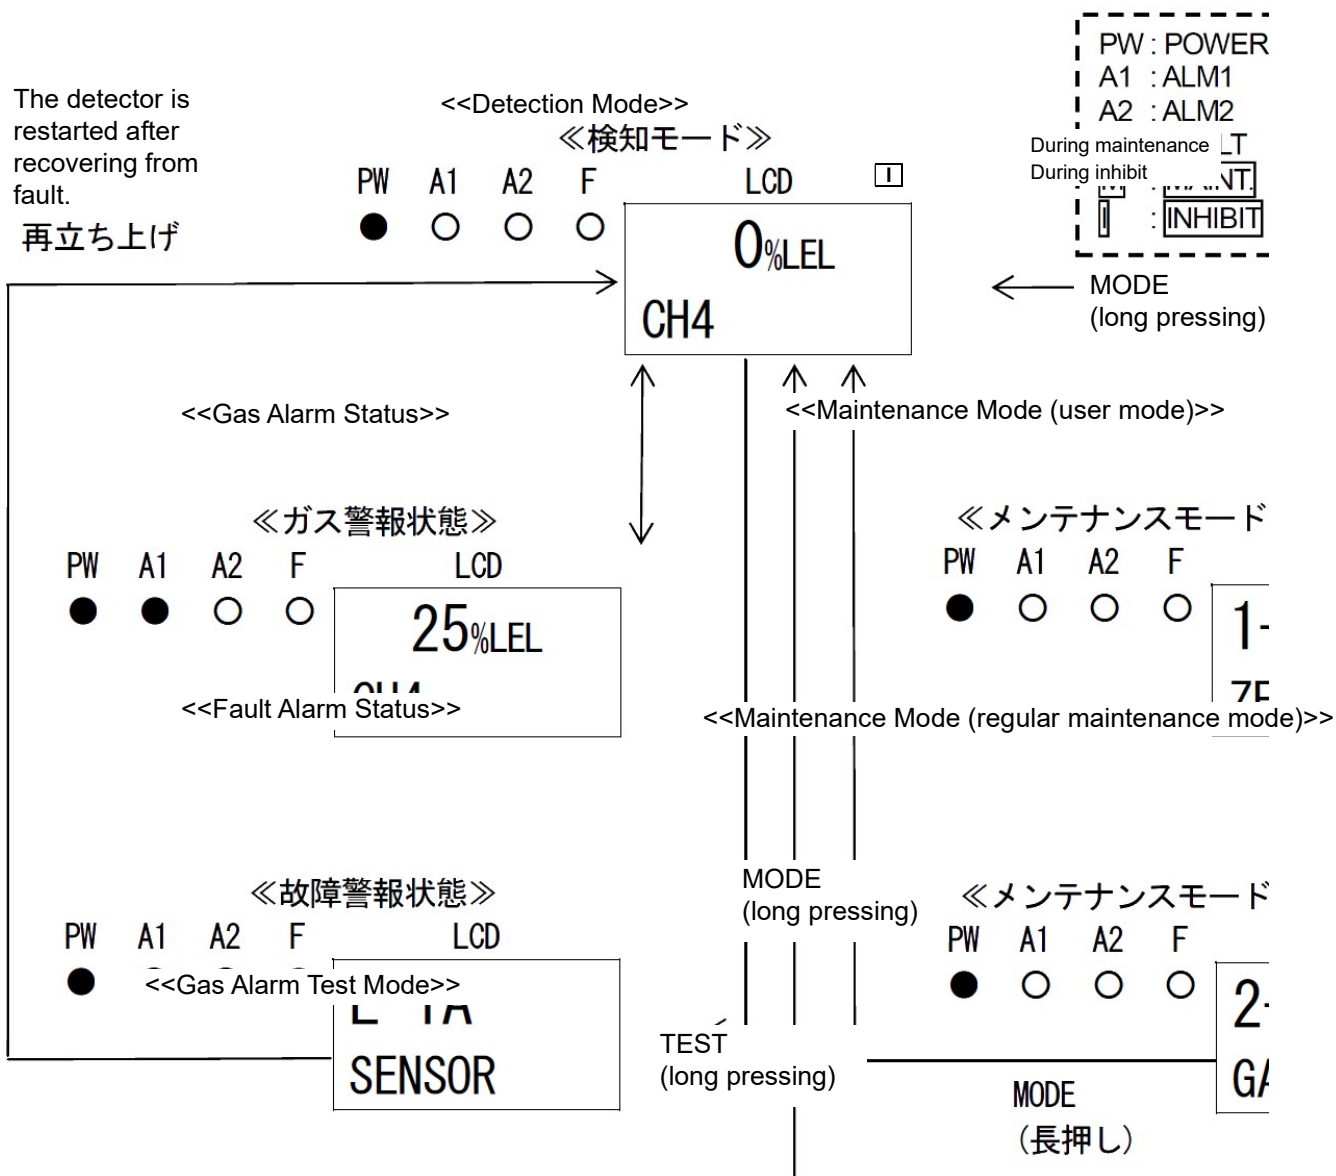 PW : POWER
A1 : ALM1
A2 : ALM2
During maintenance
LT
During inhibit
I : INHIBIT
The detector is
restarted after
recovering from
fault.
再立ち上げ
<<Detection Mode>>
≪検知モード≫
PW A1 A2 F LCD I
0%LEL
CH4
MODE
(long pressing)
<<Gas Alarm Status>>
<<Maintenance Mode (user mode)>>
≪ガス警報状態≫
PW A1 A2 F LCD
25%LEL
≪メンテナンスモード
PW A1 A2 F
1-
<<Fault Alarm Status>>
<<Maintenance Mode (regular maintenance mode)>>
MODE
(long pressing)
≪故障警報状態≫
PW A1 A2 F LCD
<<Gas Alarm Test Mode>>
SENSOR
≪メンテナンスモード
PW A1 A2 F
2-
GA
TEST
(long pressing)
MODE
（長押し）